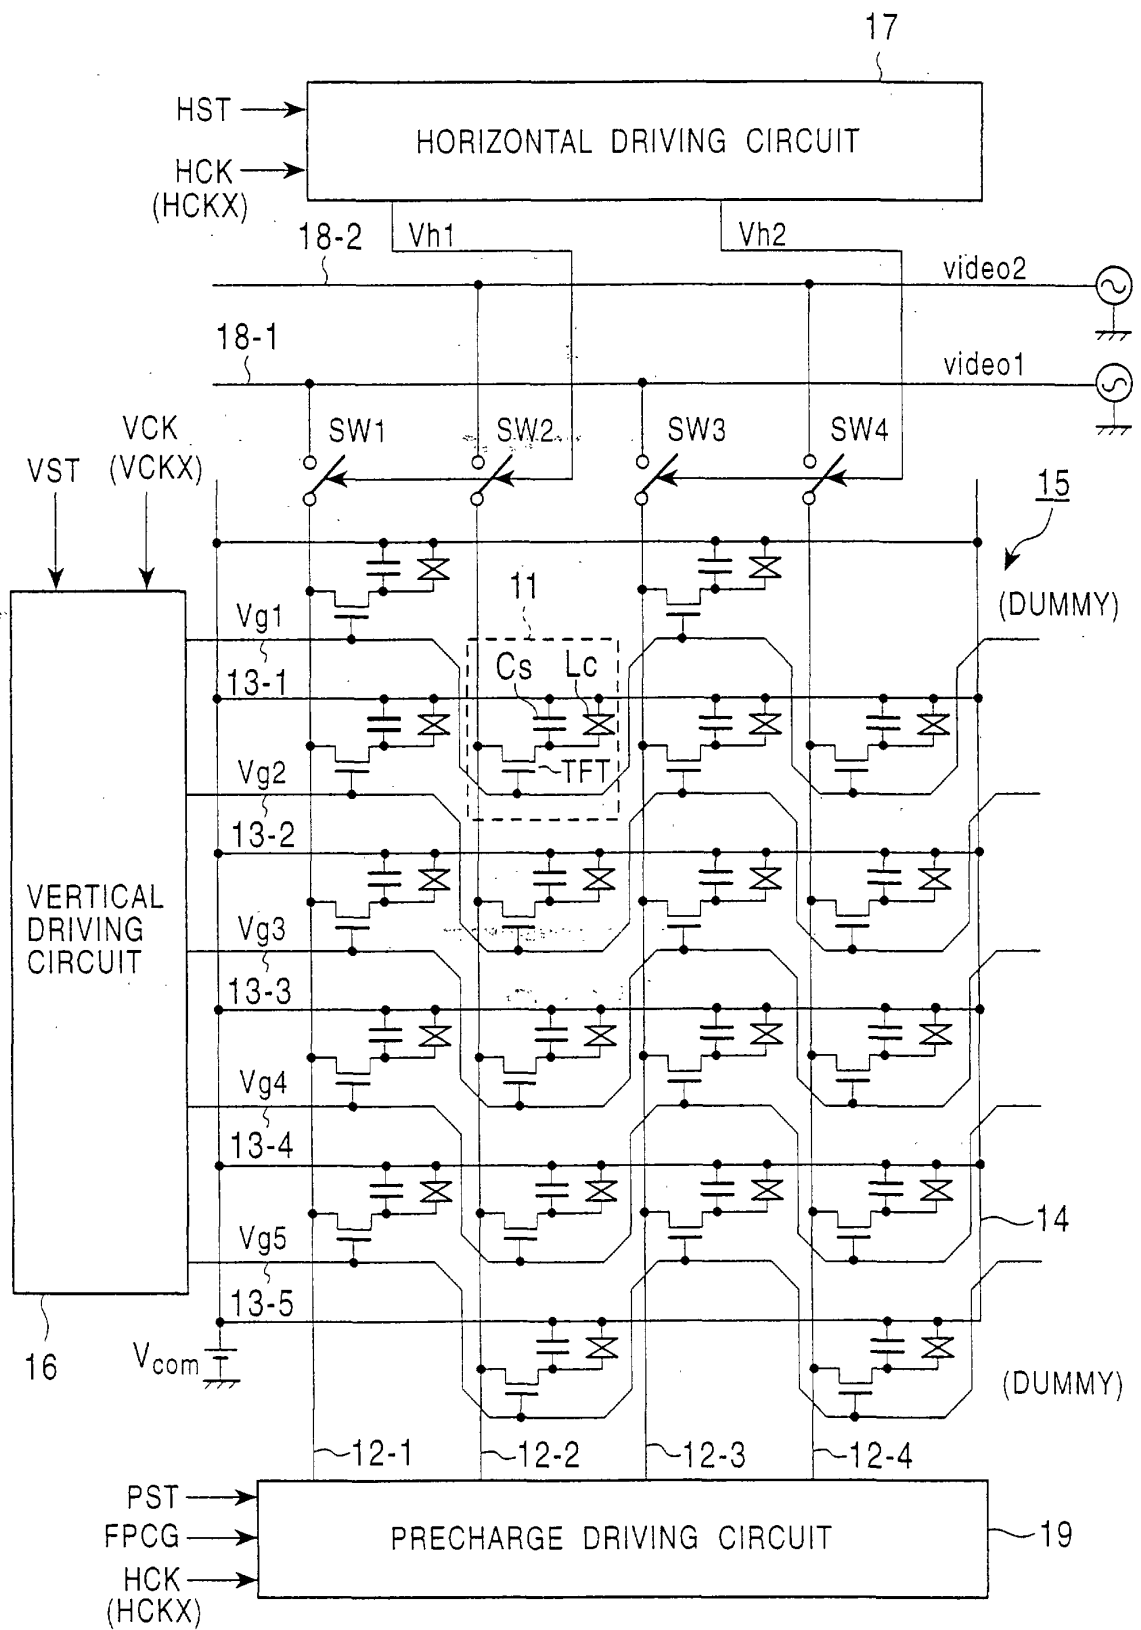 17
HST
HORIZONTAL DRIVING CIRCUIT
HCK
(HCKX)
Vh1
Vh2
18-2
video2
18-1
video1
SW1
SW2
SW3
SW4
VCK
(VCKX)
VST
15
(DUMMY)
11
Vg1
Cs
Lc
13-1
TFT
Vg2
13-2
VERTICAL
DRIVING
CIRCUIT
Vg3
13-3
Vg4
13-4
Vg5
14
13-5
Vcom
16
(DUMMY)
12-1
12-2
12-3
12-4
PST
FPCG
PRECHARGE DRIVING CIRCUIT
19
HCK
(HCKX)